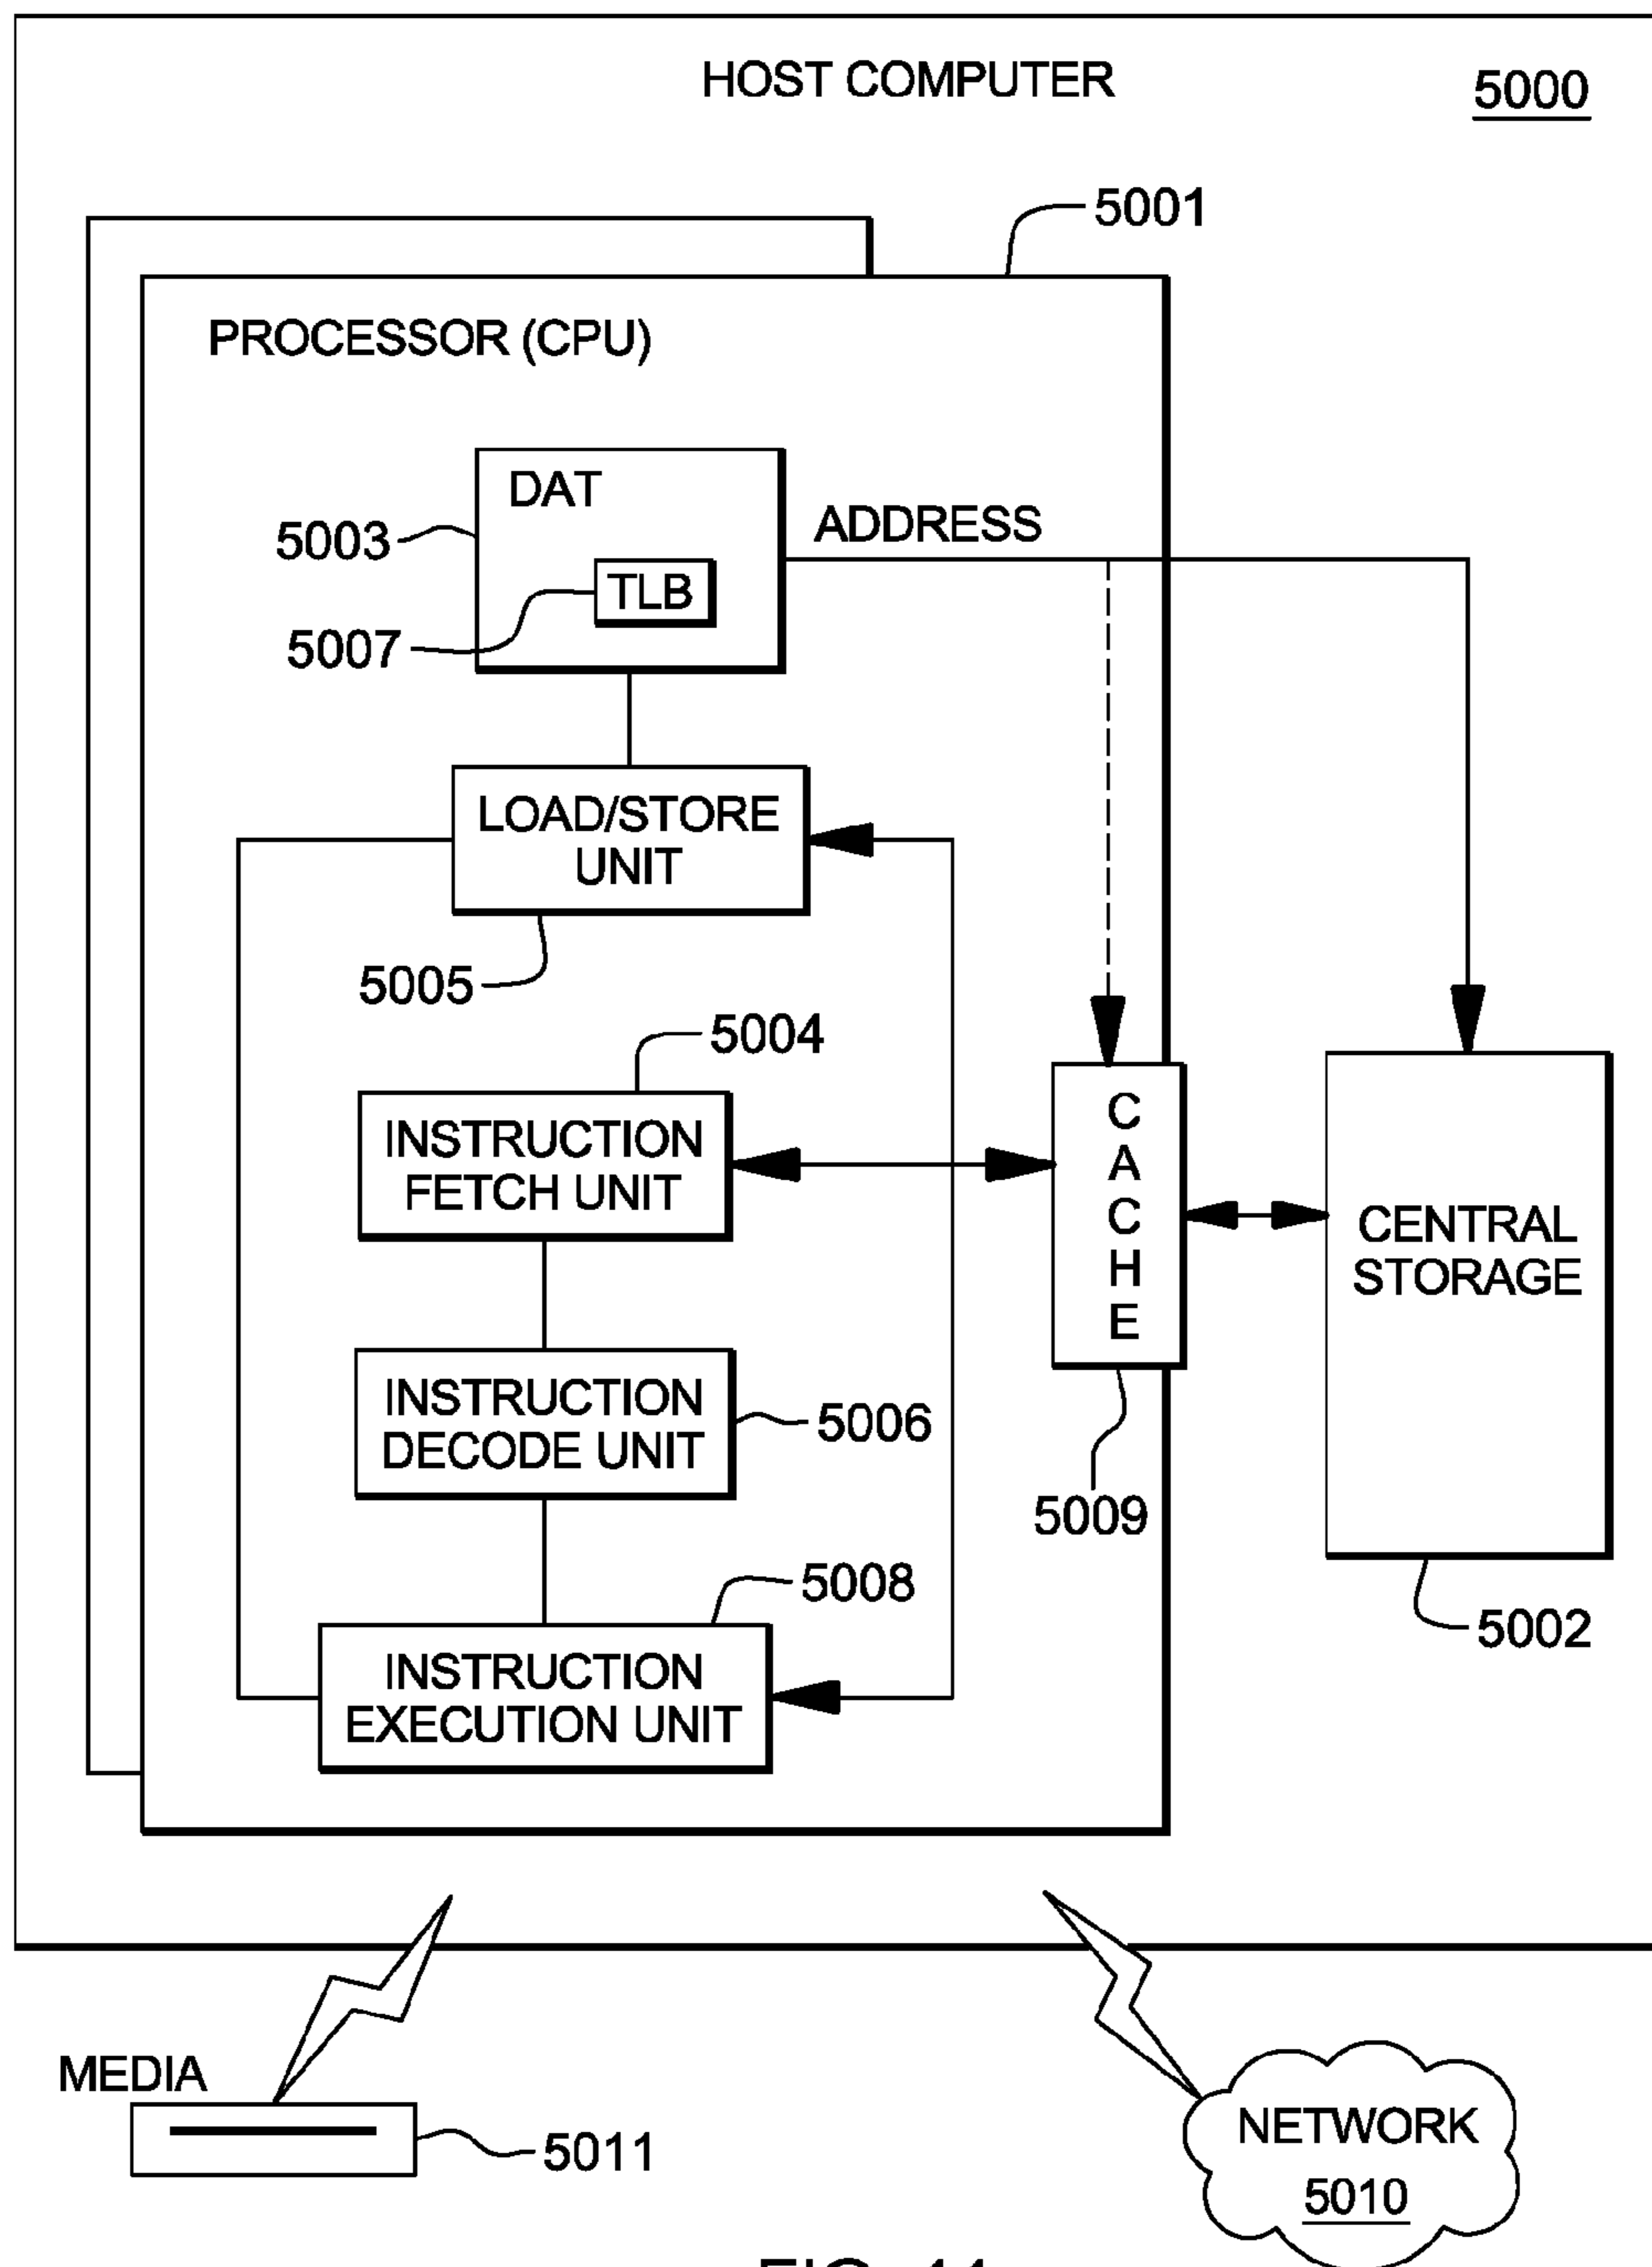 HOST COMPUTER
5000
5001
PROCESSOR (CPU)
DAT
5003
ADDRESS
TLB
5007
LOAD/STORE
UNIT
5005
5004
INSTRUCTION
FETCH UNIT
C
A
C
H
E
CENTRAL
STORAGE
INSTRUCTION
DECODE UNIT
5006
5009
5008
5002
INSTRUCTION
EXECUTION UNIT
MEDIA
5011
NETWORK
5010